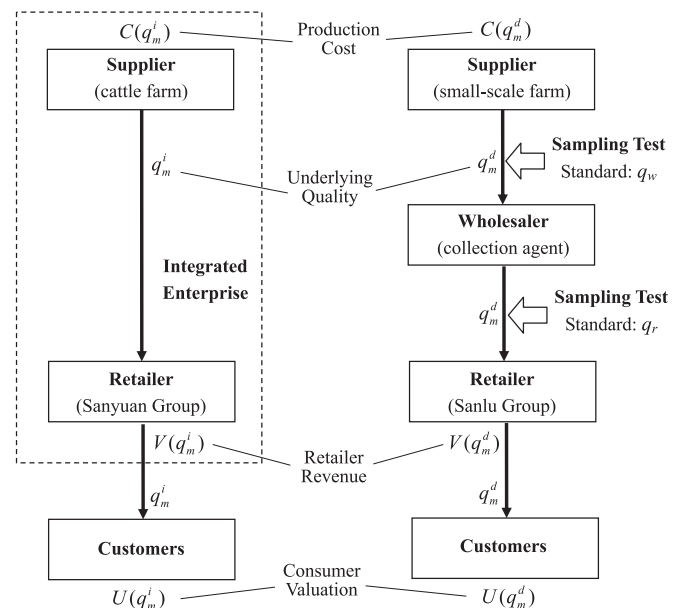 C(q_m^i)
Production
Cost
C(q_m^d)
Supplier
(cattle farm)
Supplier
(small-scale farm)
q_m^i
Underlying
Quality
q_m^d
Sampling Test
Standard: q_w
Wholesaler
(collection agent)
Integrated
Enterprise
q_m^d
Sampling Test
Standard: q_r
Retailer
(Sanyuan Group)
Retailer
(Sanlu Group)
V(q_m^i)
Retailer
Revenue
V(q_m^d)
q_m^i
q_m^d
Customers
Customers
Consumer
Valuation
U(q_m^i)
U(q_m^d)